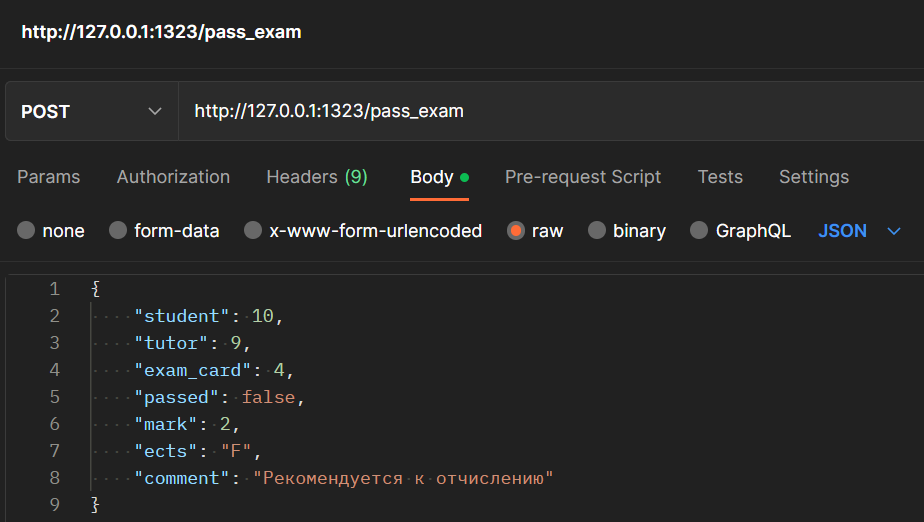 http://127.0.0.1:1323/pass_exam
POST http://127.0.0.1:1323/pass_exam
Params Authorization Headers (9) Body Pre-request Script Tests Settings
none form-data x-www-form-urlencoded raw binary GraphQL JSON
1 {
2 "student": 10,
3 "tutor": 9,
4 "exam_card": 4,
5 "passed": false,
6 "mark": 2,
7 "ects": "F",
8 "comment": "Рекомендуется к отчислению"
9 }